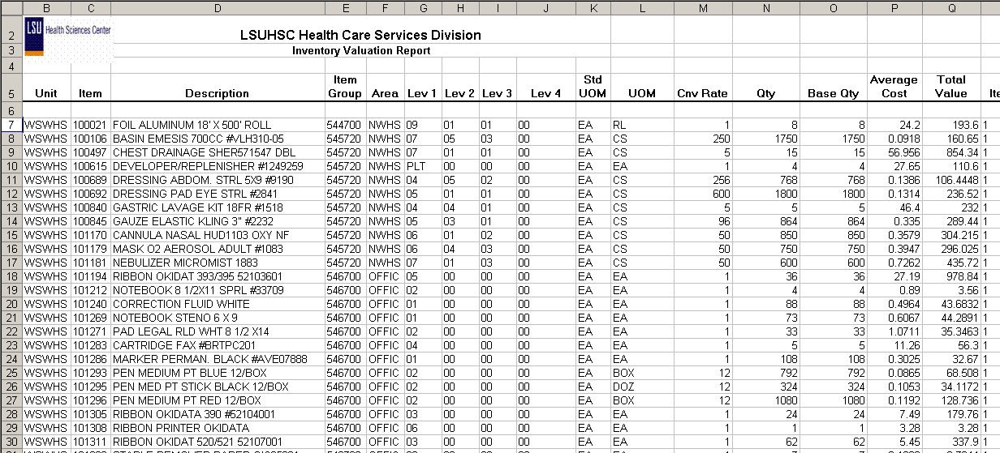 B C D E F G H I J K L M N O P Q
2 LSU Health Sciences Center LSUHSC Health Care Services Division
3 Inventory Valuation Report
4
Item Std Average Total
5 Unit Item Description Group Area Lev 1 Lev 2 Lev 3 Lev 4 UOM UOM Cnv Rate Qty Base Qty Cost Value Ite
6
7 WSWHS 100021 FOIL ALUMINUM 18' X 500' ROLL 544700 NWHS 09 01 01 00 EA RL 1 8 8 24.2 193.6 1
8 WSWHS 100106 BASIN EMESIS 700CC #VLH310-05 545720 NWHS 07 05 03 00 EA CS 250 1750 1750 0.0918 160.65 1
9 WSWHS 100497 CHEST DRAINAGE SHER571547 DBL 545720 NWHS 07 01 01 00 EA CS 5 15 15 56.956 854.34 1
10 WSWHS 100615 DEVELOPER/REPLENISHER #1249259 545720 NWHS PLT 00 00 00 EA EA 1 4 4 27.65 110.6 1
11 WSWHS 100689 DRESSING ABDOM. STRL 5X9 #9190 545720 NWHS 04 05 02 00 EA CS 256 768 768 0.1386 106.4448 1
12 WSWHS 100692 DRESSING PAD EYE STRL #2841 545720 NWHS 05 01 01 00 EA CS 600 1800 1800 0.1314 236.52 1
13 WSWHS 100840 GASTRIC LAVAGE KIT 18FR #1518 545720 NWHS 04 04 01 00 EA CS 5 5 5 46.4 232 1
14 WSWHS 100845 GAUZE ELASTIC KLING 3" #2232 545720 NWHS 05 03 01 00 EA CS 96 864 864 0.335 289.44 1
15 WSWHS 101170 CANNULA NASAL HUD1103 OXY NF 545720 NWHS 06 01 02 00 EA CS 50 850 850 0.3579 304.215 1
16 WSWHS 101179 MASK O2 AEROSOL ADULT #1083 545720 NWHS 06 04 03 00 EA CS 50 750 750 0.3947 296.025 1
17 WSWHS 101181 NEBULIZER MICROMIST 1883 545720 NWHS 07 01 03 00 EA CS 50 600 600 0.7262 435.72 1
18 WSWHS 101194 RIBBON OKIDAT 393/395 52103601 546700 OFFIC 05 00 00 00 EA EA 1 36 36 27.19 978.84 1
19 WSWHS 101212 NOTEBOOK 8 1/2X11 SPRL #33709 546700 OFFIC 02 00 00 00 EA EA 1 4 4 0.89 3.56 1
20 WSWHS 101240 CORRECTION FLUID WHITE 546700 OFFIC 01 00 00 00 EA EA 1 88 88 0.4964 43.6832 1
21 WSWHS 101269 NOTEBOOK STENO 6 X 9 546700 OFFIC 01 00 00 00 EA EA 1 73 73 0.6067 44.2891 1
22 WSWHS 101271 PAD LEGAL RLD WHT 8 1/2 X14 546700 OFFIC 02 00 00 00 EA EA 1 33 33 1.0711 35.3463 1
23 WSWHS 101283 CARTRIDGE FAX #BRTPC201 546700 OFFIC 04 00 00 00 EA EA 1 5 5 11.26 56.3 1
24 WSWHS 101286 MARKER PERMAN. BLACK #AVE07888 546700 OFFIC 01 00 00 00 EA EA 1 108 108 0.3025 32.67 1
25 WSWHS 101293 PEN MEDIUM PT BLUE 12/BOX 546700 OFFIC 02 00 00 00 EA BOX 12 792 792 0.0865 68.508 1
26 WSWHS 101295 PEN MED PT STICK BLACK 12/BOX 546700 OFFIC 02 00 00 00 EA DOZ 12 324 324 0.1053 34.1172 1
27 WSWHS 101296 PEN MEDIUM PT RED 12/BOX 546700 OFFIC 02 00 00 00 EA BOX 12 1080 1080 0.1192 128.736 1
28 WSWHS 101305 RIBBON OKIDATA 390 #52104001 546700 OFFIC 03 00 00 00 EA EA 1 24 24 7.49 179.76 1
29 WSWHS 101308 RIBBON PRINTER OKIDATA 546700 OFFIC 06 00 00 00 EA EA 1 1 1 3.28 3.28 1
30 WSWHS 101311 RIBBON OKIDAT 520/521 52107001 546700 OFFIC 03 00 00 00 EA EA 1 62 62 5.45 337.9 1